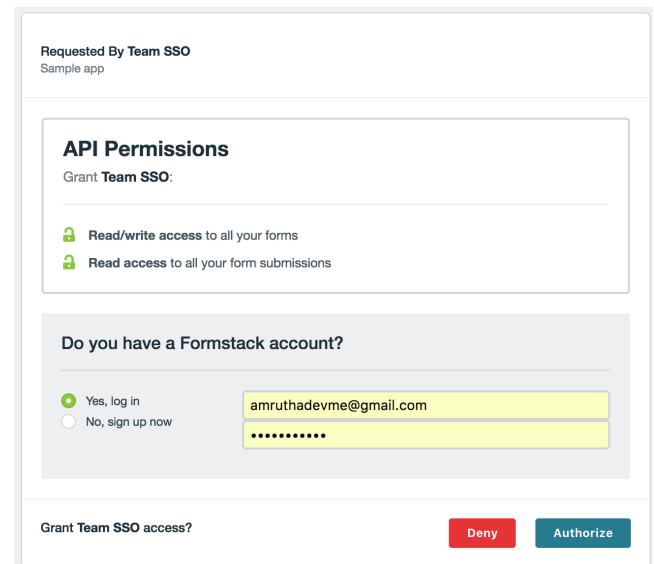 Requested By Team SSO
Sample app
API Permissions
Grant Team SSO:
Read/write access to all your forms
Read access to all your form submissions
Do you have a Formstack account?
Yes, log in
amruthadevme@gmail.com
No, sign up now
•••••••••••
Grant Team SSO access?
Deny
Authorize